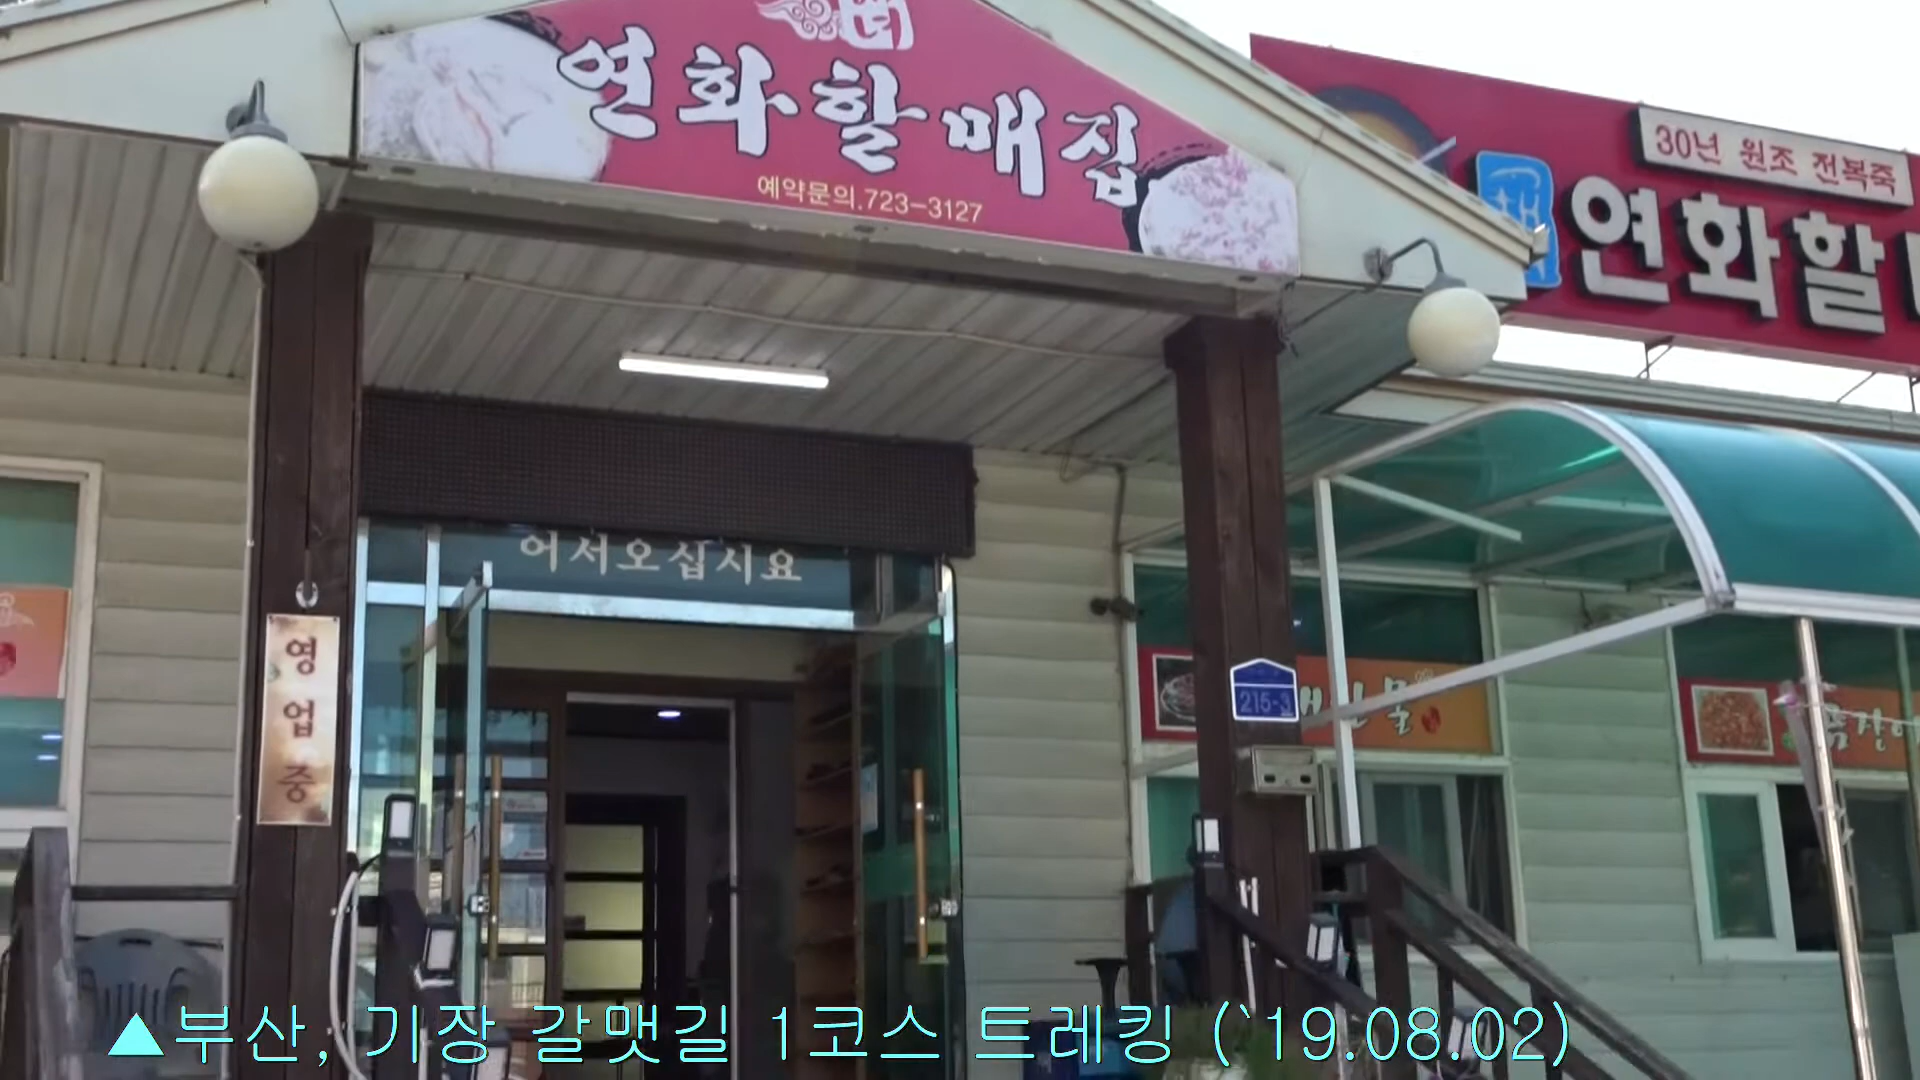 연화할매집
예약문의.723-3127
30년 원조 전복죽
연화할
어서오십시요
영업중
215-3
▲부산, 기장 갈맷길 1코스 트레킹 (`19.08.02)